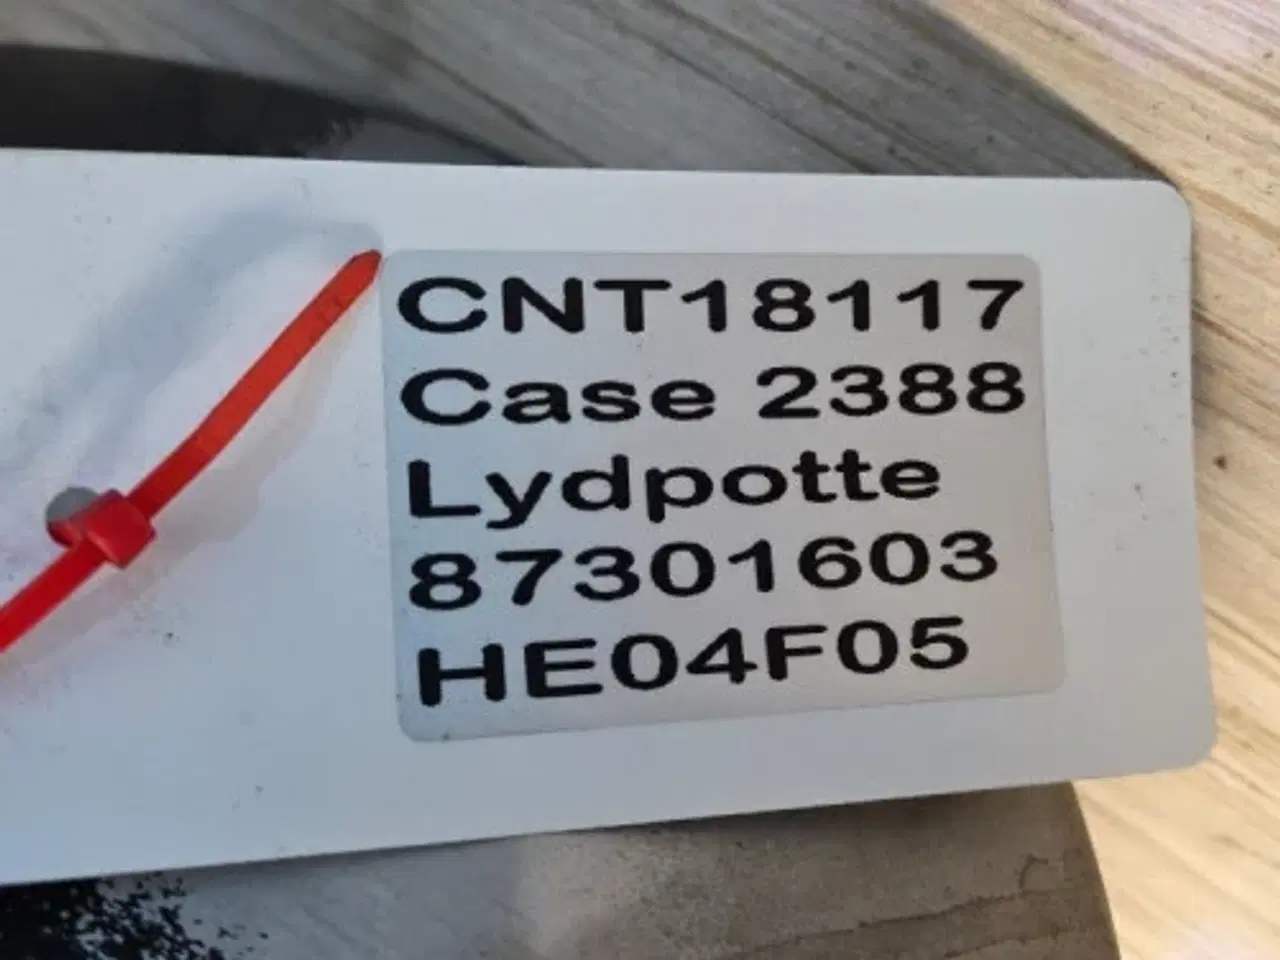 CNT18117
Case 2388
Lydpotte
87301603
HE04F05